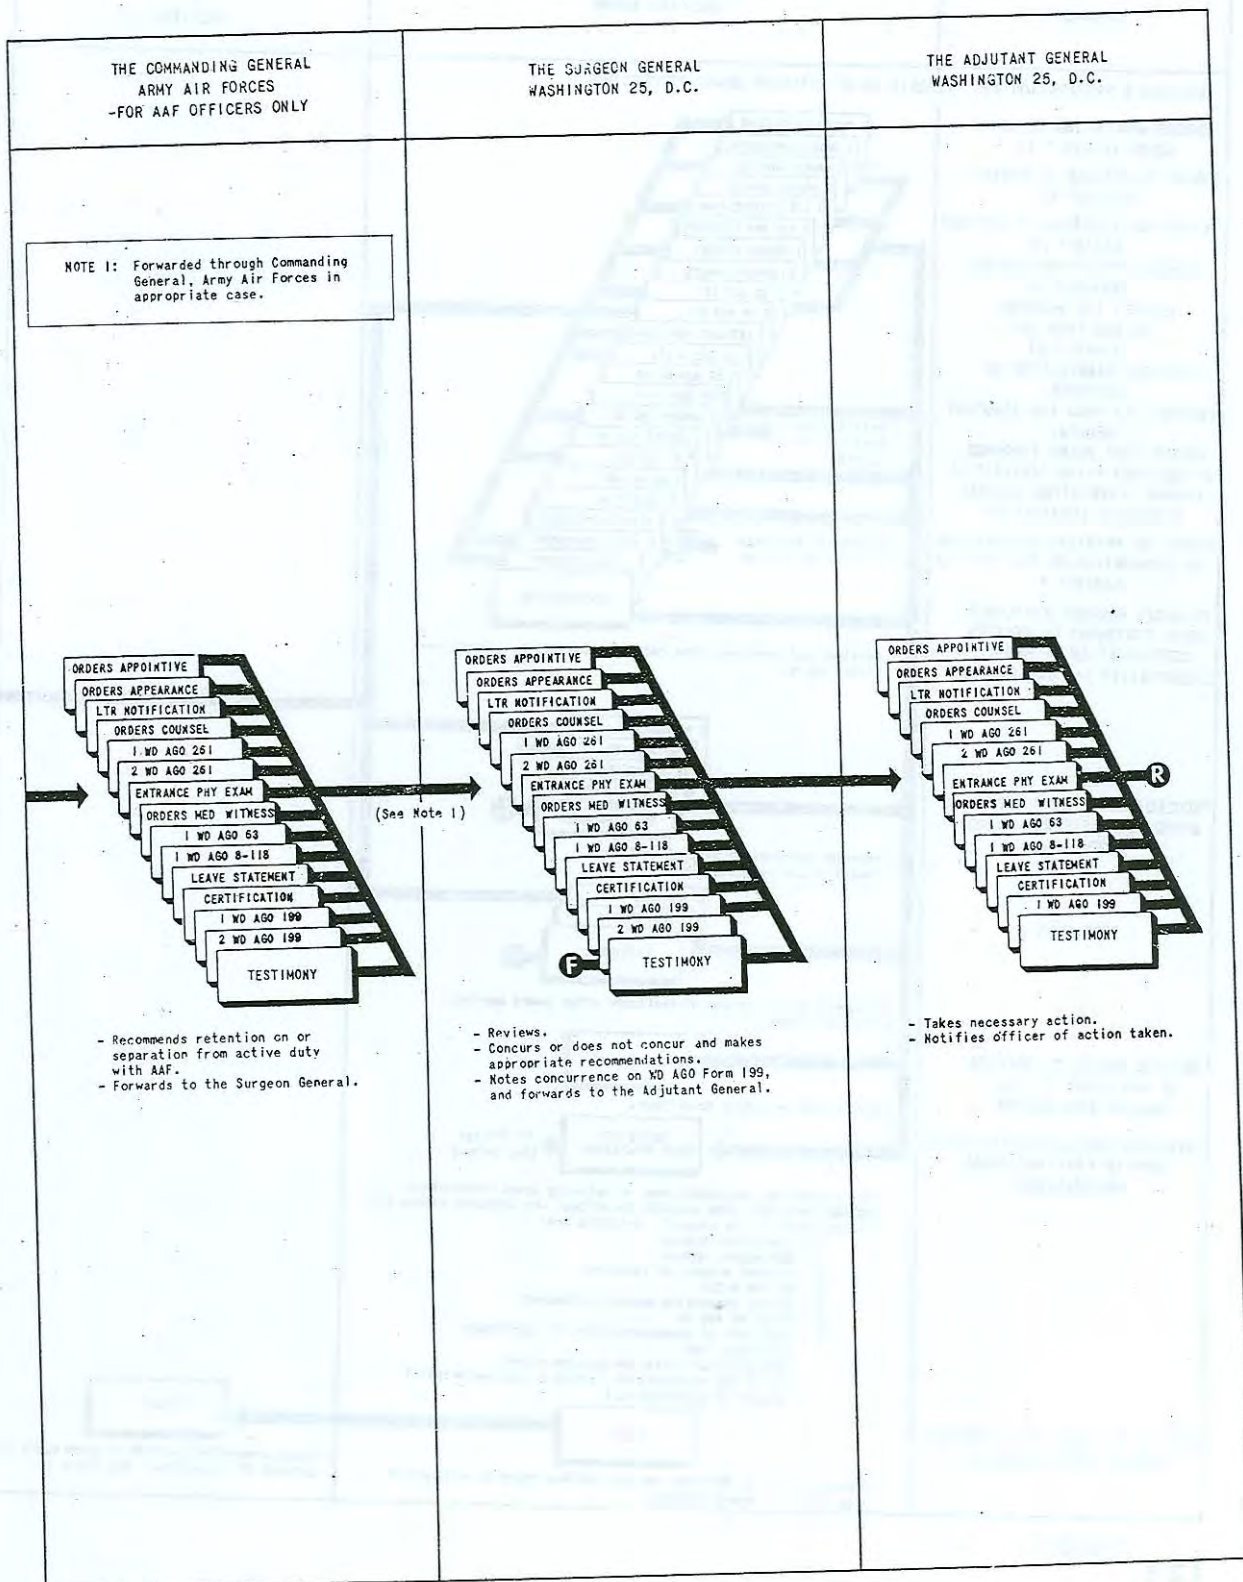 THE COMMANDING GENERAL
ARMY AIR FORCES
-FOR AAF OFFICERS ONLY
THE SURGEON GENERAL
WASHINGTON 25, D.C.
THE ADJUTANT GENERAL
WASHINGTON 25, D.C.
NOTE 1: Forwarded through Commanding
General, Army Air Forces in
appropriate case.
ORDERS APPOINTIVE
ORDERS APPEARANCE
LTR NOTIFICATION
ORDERS COUNSEL
1 WD AGO 261
2 WD AGO 261
ENTRANCE PHY EXAM
ORDERS MED WITNESS
1 WD AGO 63
1 WD AGO 8-118
LEAVE STATEMENT
CERTIFICATION
1 WD AGO 199
2 WD AGO 199
TESTIMONY
- Recommends retention on or
separation from active duty
with AAF.
- Forwards to the Surgeon General.
(See Note 1)
ORDERS APPOINTIVE
ORDERS APPEARANCE
LTR NOTIFICATION
ORDERS COUNSEL
1 WD AGO 261
2 WD AGO 261
ENTRANCE PHY EXAM
ORDERS MED WITNESS
1 WD AGO 63
1 WD AGO 8-118
LEAVE STATEMENT
CERTIFICATION
1 WD AGO 199
2 WD AGO 199
F
TESTIMONY
- Reviews.
- Concurs or does not concur and makes
appropriate recommendations.
- Notes concurrence on WD AGO Form 199,
and forwards to the Adjutant General.
ORDERS APPOINTIVE
ORDERS APPEARANCE
LTR NOTIFICATION
ORDERS COUNSEL
1 WD AGO 261
2 WD AGO 261
ENTRANCE PHY EXAM
R
ORDERS MED WITNESS
1 WD AGO 63
1 WD AGO 8-118
LEAVE STATEMENT
CERTIFICATION
1 WD AGO 199
TESTIMONY
- Takes necessary action.
- Notifies officer of action taken.